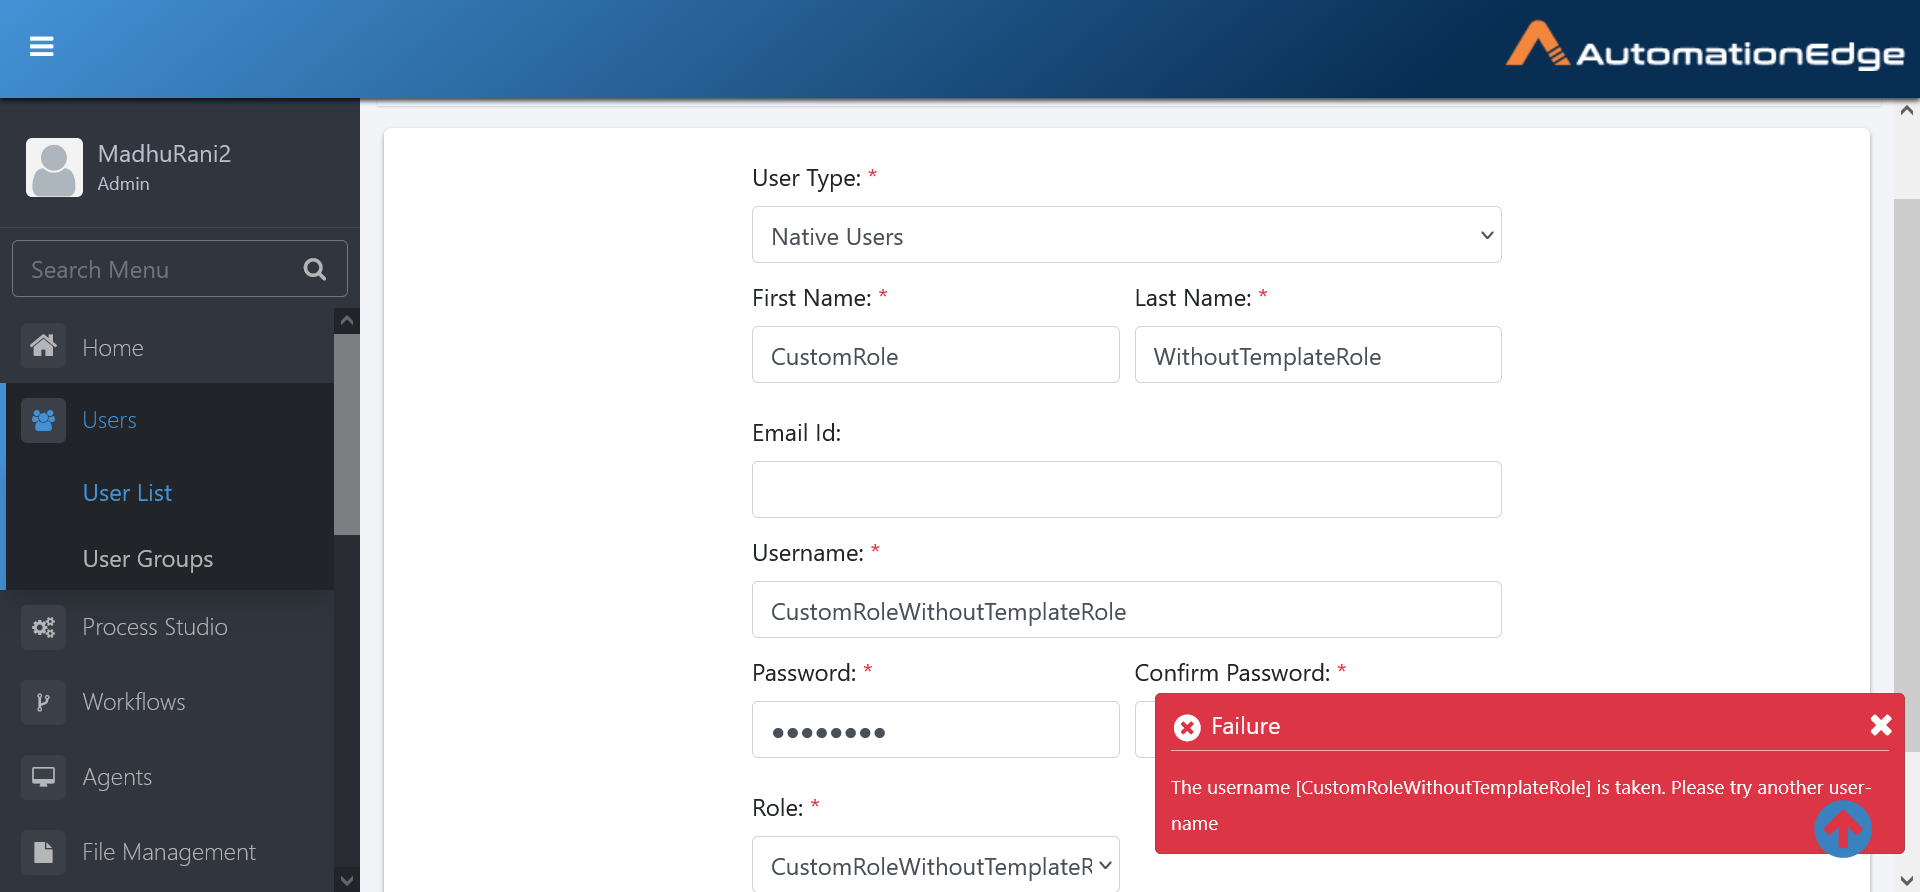 AutomationEdge
MadhuRani2
Admin
Search Menu
Home
Users
User List
User Groups
Process Studio
Workflows
Agents
File Management
User Type: *
Native Users
First Name: *
Last Name: *
CustomRole
WithoutTemplateRole
Email Id:
Username: *
CustomRoleWithoutTemplateRole
Password: *
Confirm Password: *
Role: *
CustomRoleWithoutTemplateR
Failure
The username [CustomRoleWithoutTemplateRole] is taken. Please try another user-
name